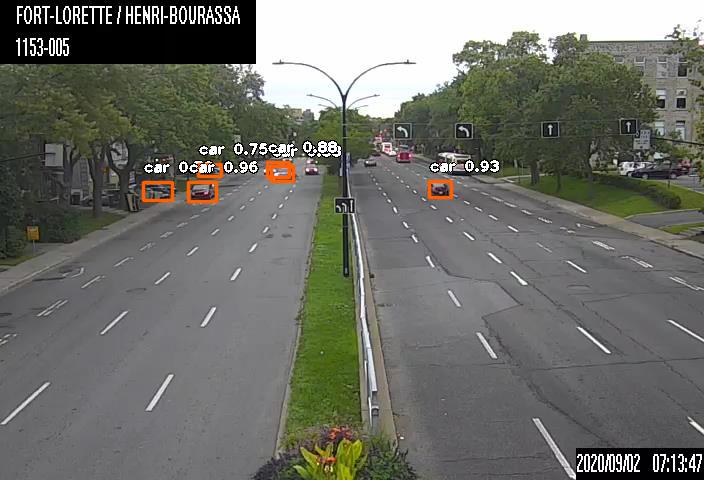 FORT-LORETTE / HENRI-BOURASSA
1153-005
car 0.75
car 0.88
car
car 0.96
car 0.93
2020/09/02 07:13:47